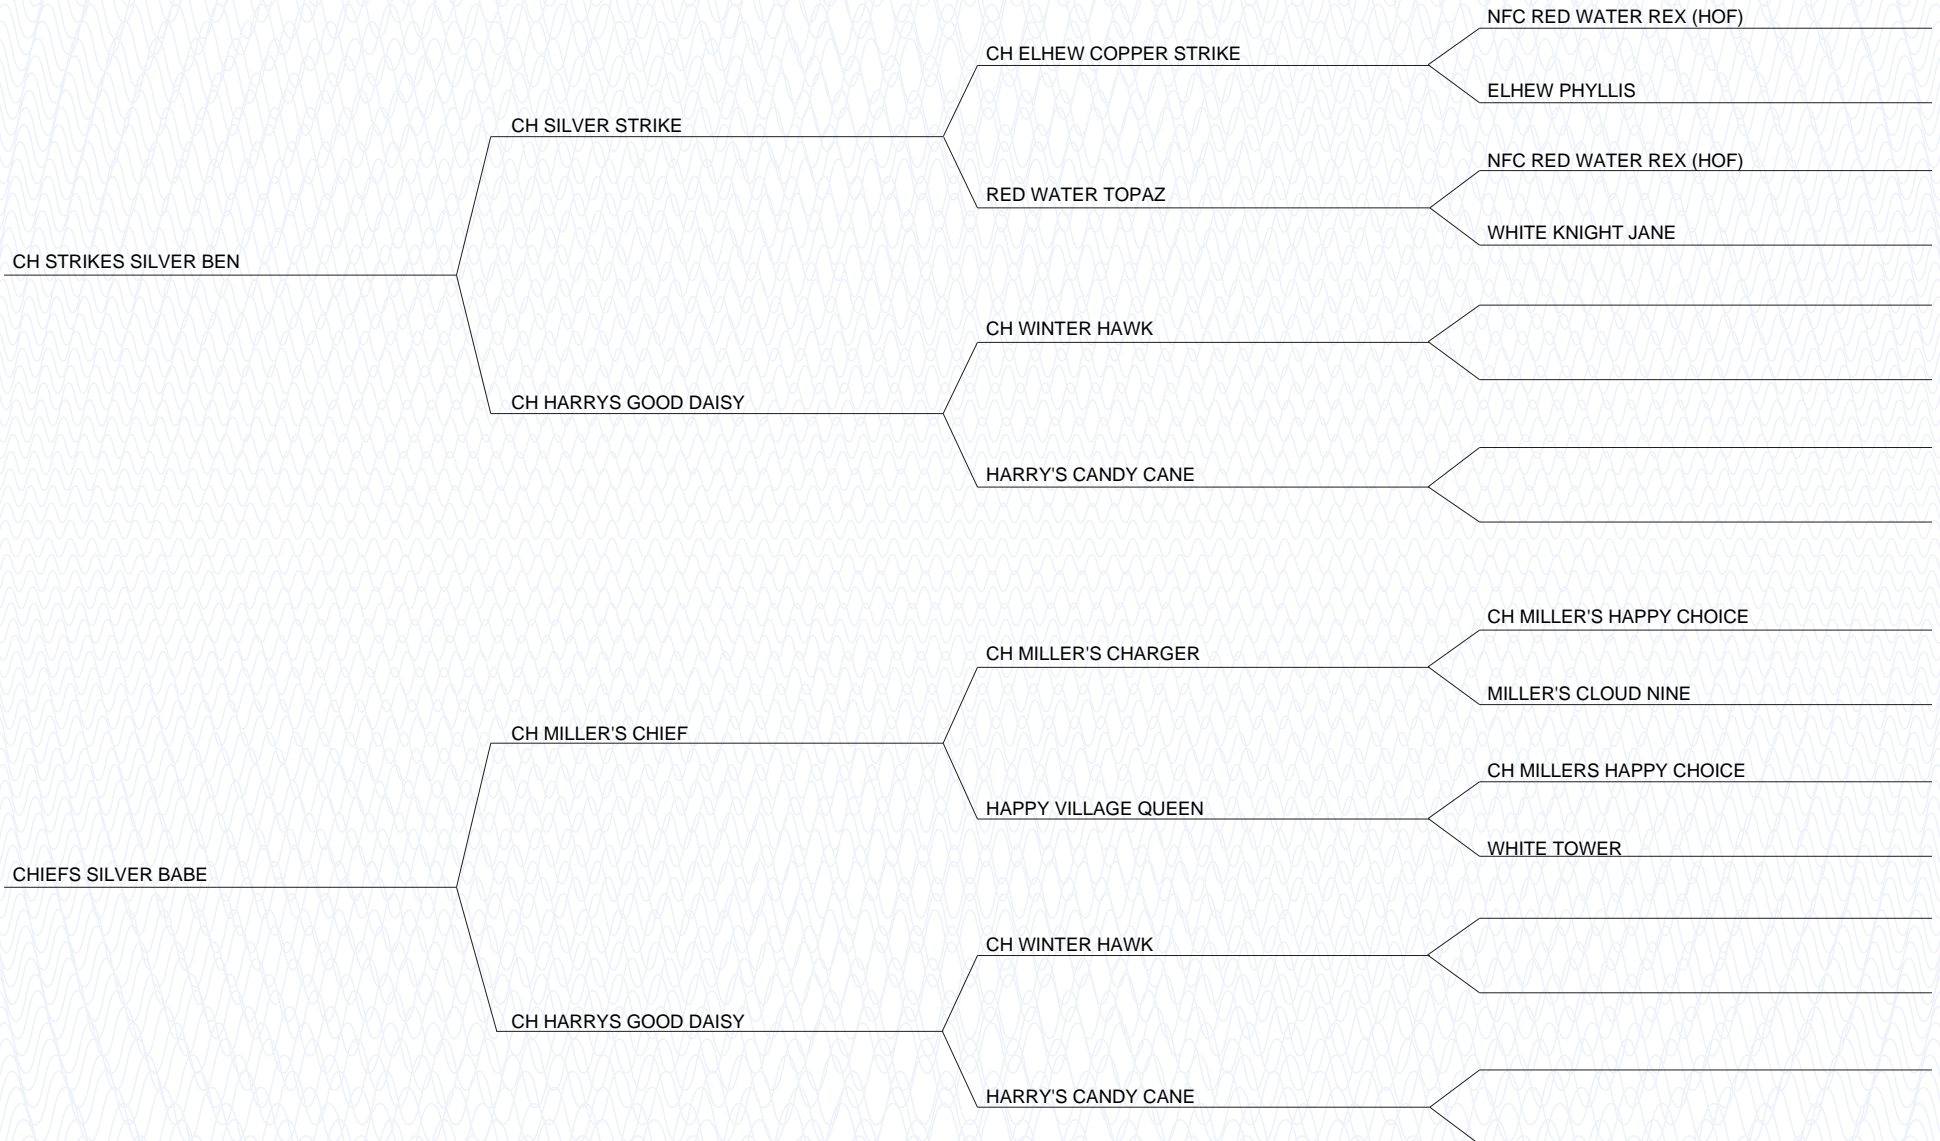 NFC RED WATER REX (HOF)
CH ELHEW COPPER STRIKE
ELHEW PHYLLIS
CH SILVER STRIKE
NFC RED WATER REX (HOF)
RED WATER TOPAZ
WHITE KNIGHT JANE
CH STRIKES SILVER BEN
CH WINTER HAWK
CH HARRYS GOOD DAISY
HARRY'S CANDY CANE
CH MILLER'S HAPPY CHOICE
CH MILLER'S CHARGER
MILLER'S CLOUD NINE
CH MILLER'S CHIEF
CH MILLERS HAPPY CHOICE
HAPPY VILLAGE QUEEN
WHITE TOWER
CHIEFS SILVER BABE
CH WINTER HAWK
CH HARRYS GOOD DAISY
HARRY'S CANDY CANE